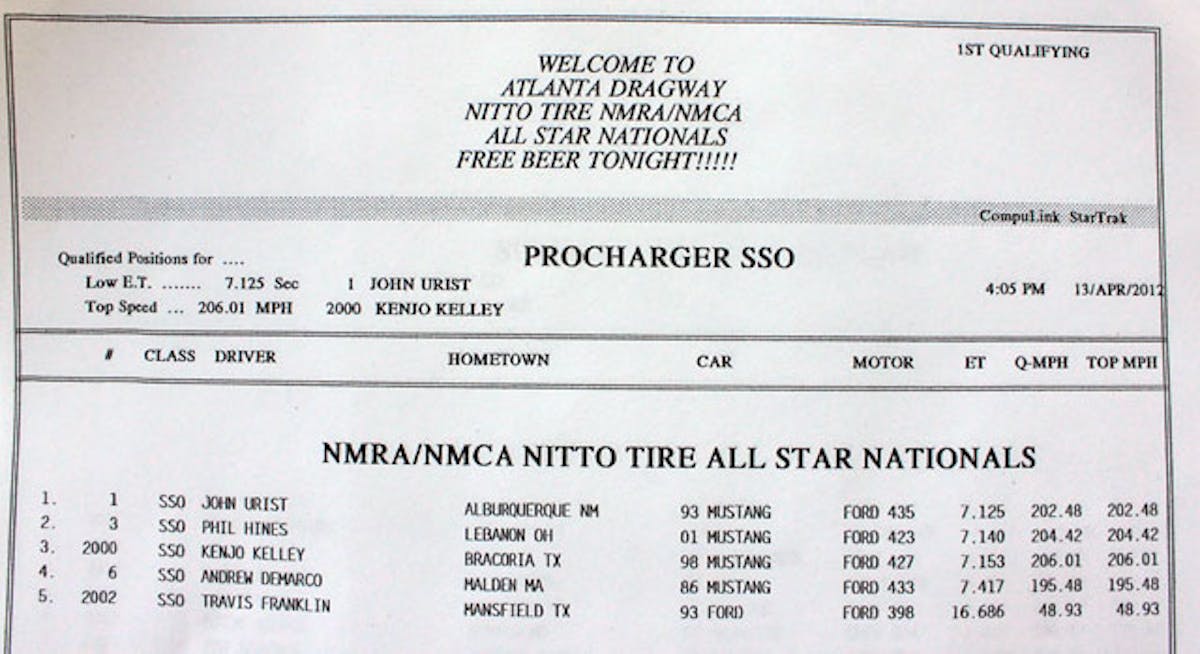 1ST QUALIFYING
WELCOME TO
ATLANTA DRAGWAY
NITTO TIRE NMRA/NMCA
ALL STAR NATIONALS
FREE BEER TONIGHT!!!!!
CompuLink StarTrak
PROCHARGER SSO
Qualified Positions for ....
Low E.T. ....... 7.125 Sec 1 JOHN URIST
4:05 PM 13/APR/2012
Top Speed ... 206.01 MPH 2000 KENJO KELLEY
# CLASS DRIVER HOMETOWN CAR MOTOR ET Q-MPH TOP MPH
NMRA/NMCA NITTO TIRE ALL STAR NATIONALS
1. 1 SSO JOHN URIST ALBURQUERQUE NM 93 MUSTANG FORD 435 7.125 202.48 202.48
2. 3 SSO PHIL HINES LEBANON OH 01 MUSTANG FORD 423 7.140 204.42 204.42
3. 2000 SSO KENJO KELLEY BRACORIA TX 98 MUSTANG FORD 427 7.153 206.01 206.01
4. 6 SSO ANDREW DEMARCO MALDEN MA 86 MUSTANG FORD 433 7.417 195.48 195.48
5. 2002 SSO TRAVIS FRANKLIN MANSFIELD TX 93 FORD FORD 398 16.686 48.93 48.93